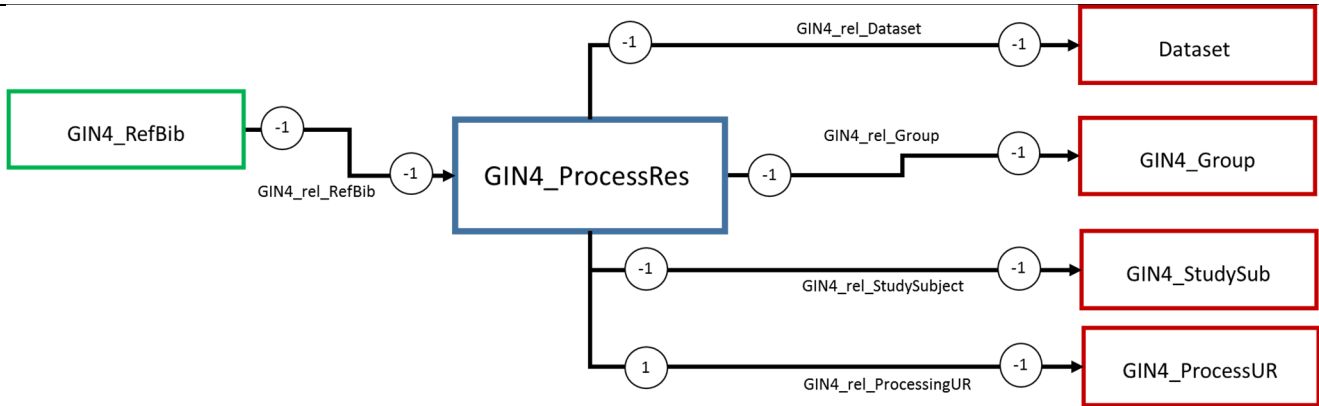 -1
GIN4_rel_Dataset
-1
Dataset
GIN4_RefBib
-1
GIN4_rel_RefBib
-1
GIN4_ProcessRes
-1
GIN4_rel_Group
-1
GIN4_Group
-1
GIN4_rel_StudySubject
-1
GIN4_StudySub
1
GIN4_rel_ProcessingUR
-1
GIN4_ProcessUR